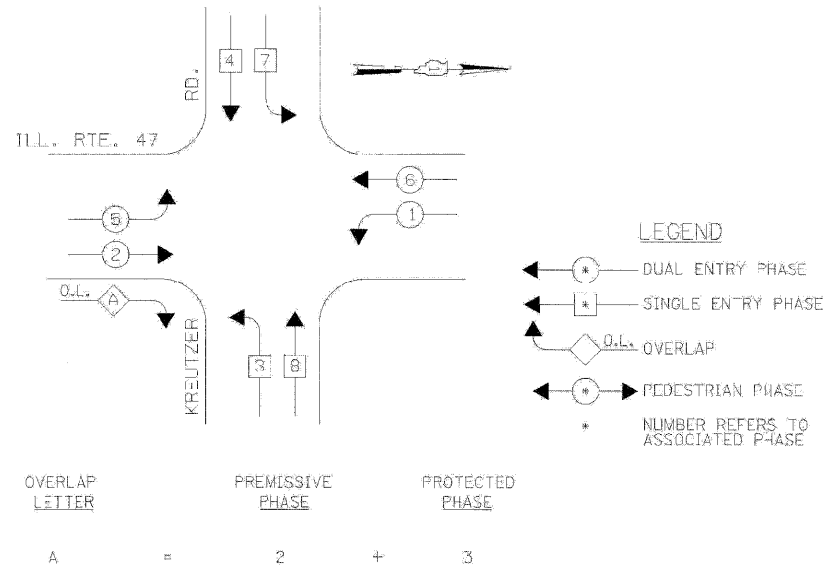 4 7
RD.
ILL. RTE. 47
6
5
1
2
O.L. A
KREUTZER
3 8
LEGEND
* DUAL ENTRY PHASE
* SINGLE ENTRY PHASE
O.L. OVERLAP
* PEDESTRIAN PHASE
* NUMBER REFERS TO
ASSOCIATED PHASE
OVERLAP PREMISSIVE PROTECTED
LETTER PHASE PHASE
A = 2 + 3